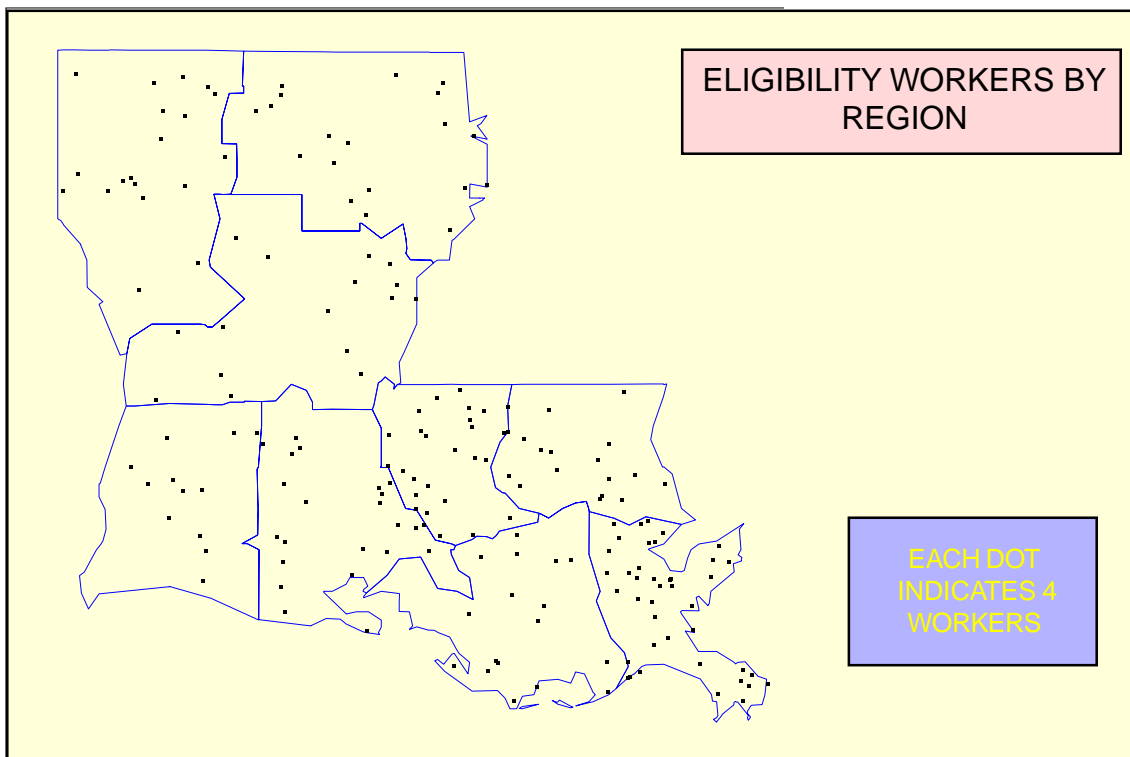 ELIGIBILITY WORKERS BY
REGION
EACH DOT
INDICATES 4
WORKERS